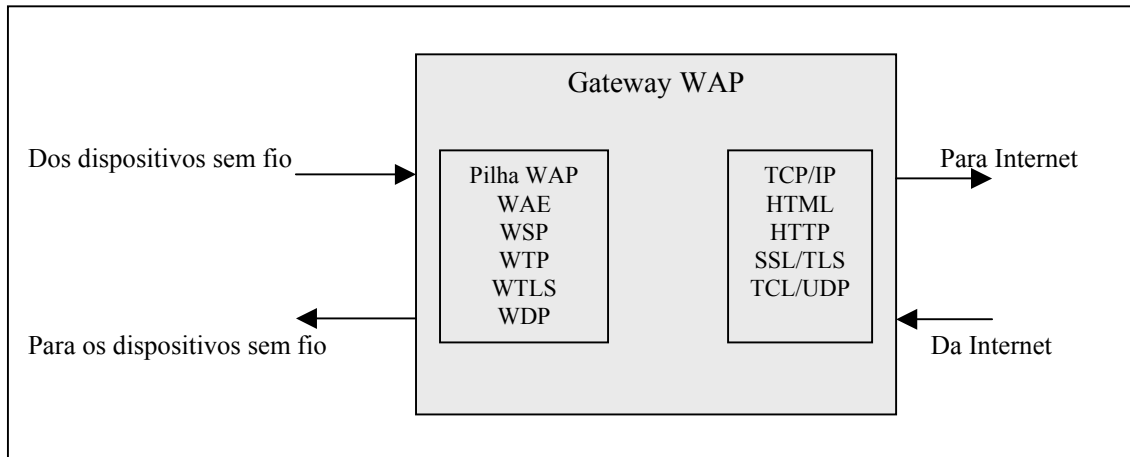 Gateway WAP
Dos dispositivos sem fio
Para os dispositivos sem fio
Pilha WAP
WAE
WSP
WTP
WTLS
WDP
TCP/IP
HTML
HTTP
SSL/TLS
TCL/UDP
Para Internet
Da Internet